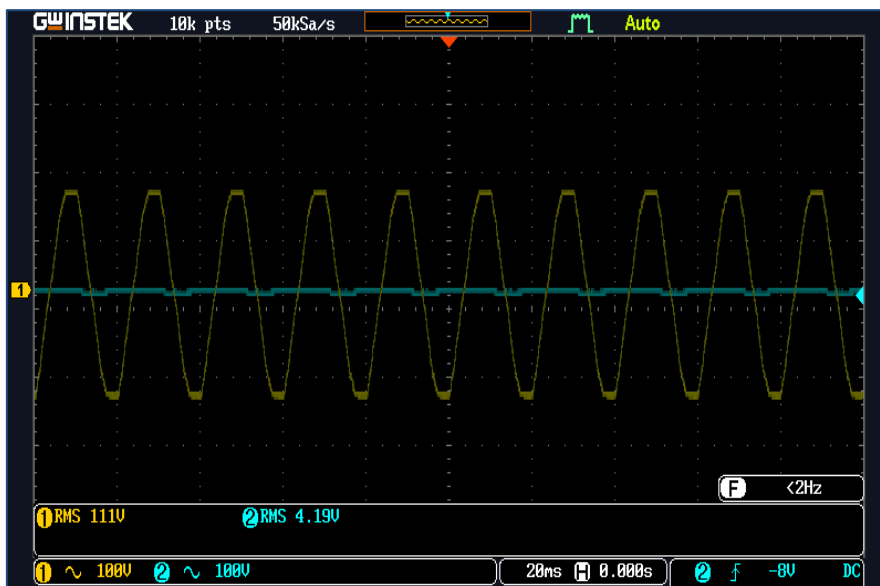 GWINSTEK 10k pts 50kSa/s Auto
1
F <2Hz
1 RMS 111V 2 RMS 4.19V
1 ∿ 100V 2 ∿ 100V 20ms H 0.000s 2 -8V DC